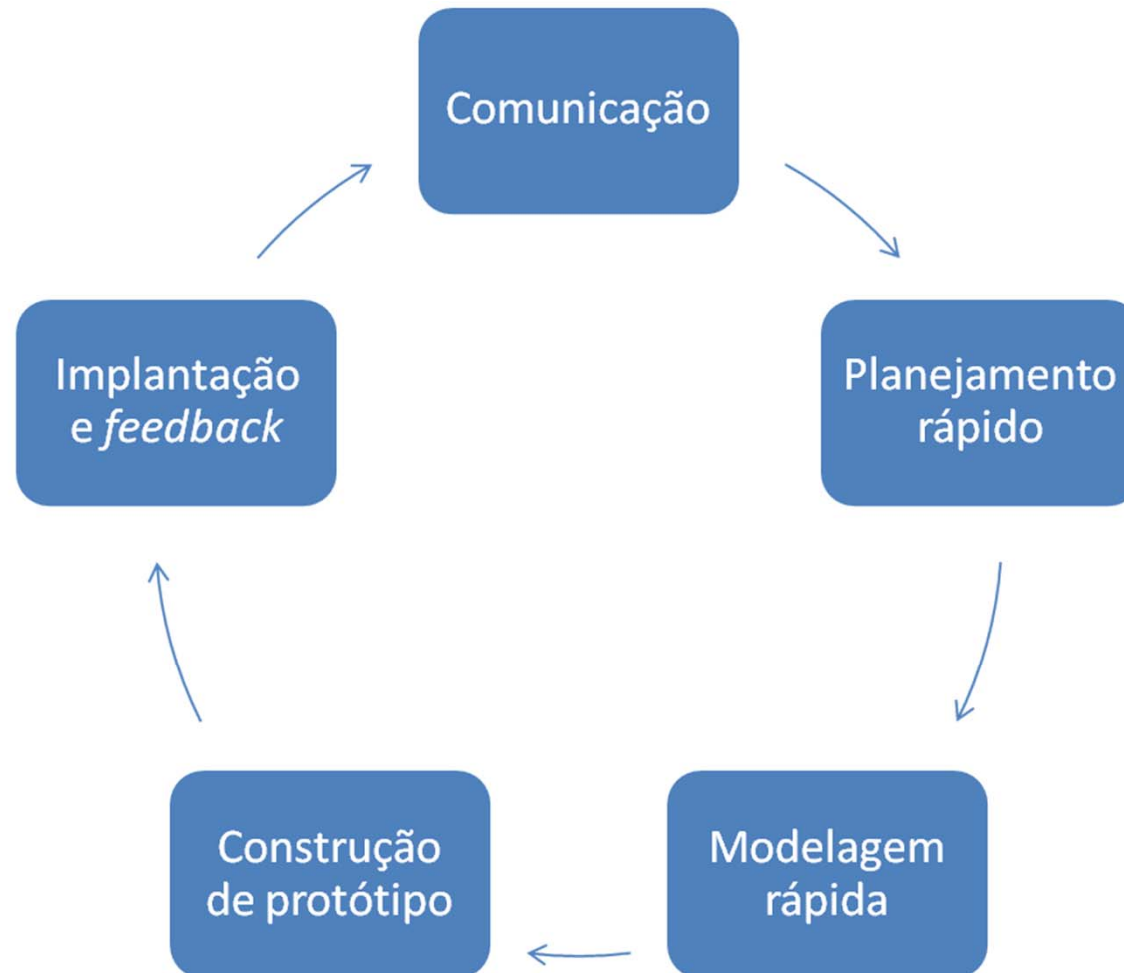 Comunicação
Planejamento
rápido
Modelagem
rápida
Construção
de protótipo
Implantação
e feedback